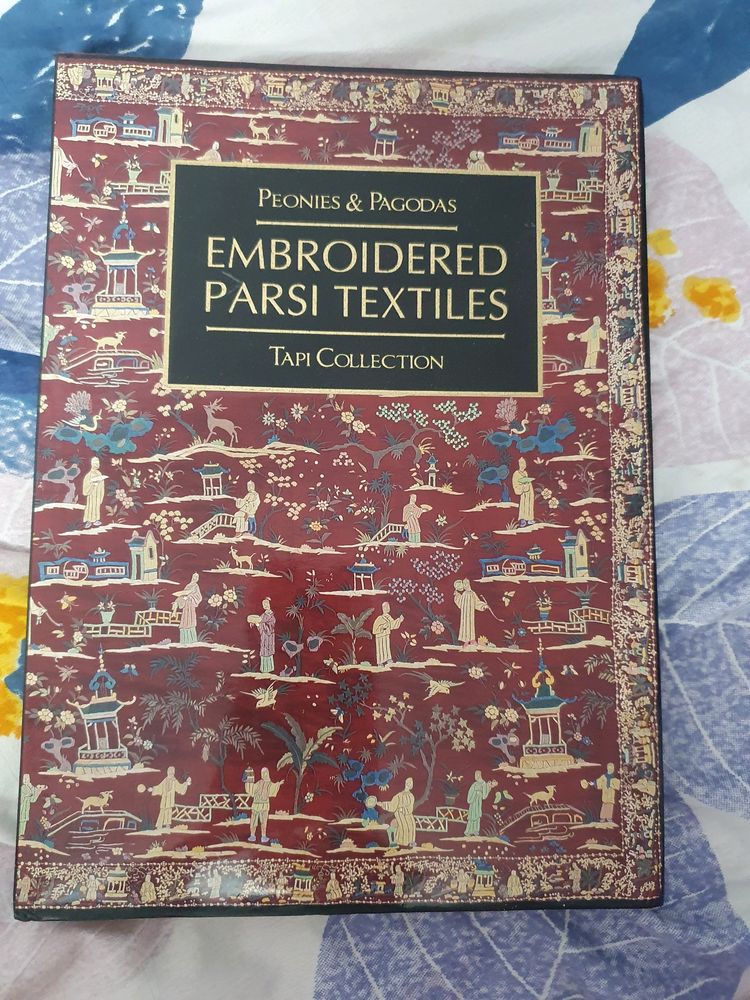 PEONIES & PAGODAS
EMBROIDERED
PARSI TEXTILES
TAPI COLLECTION